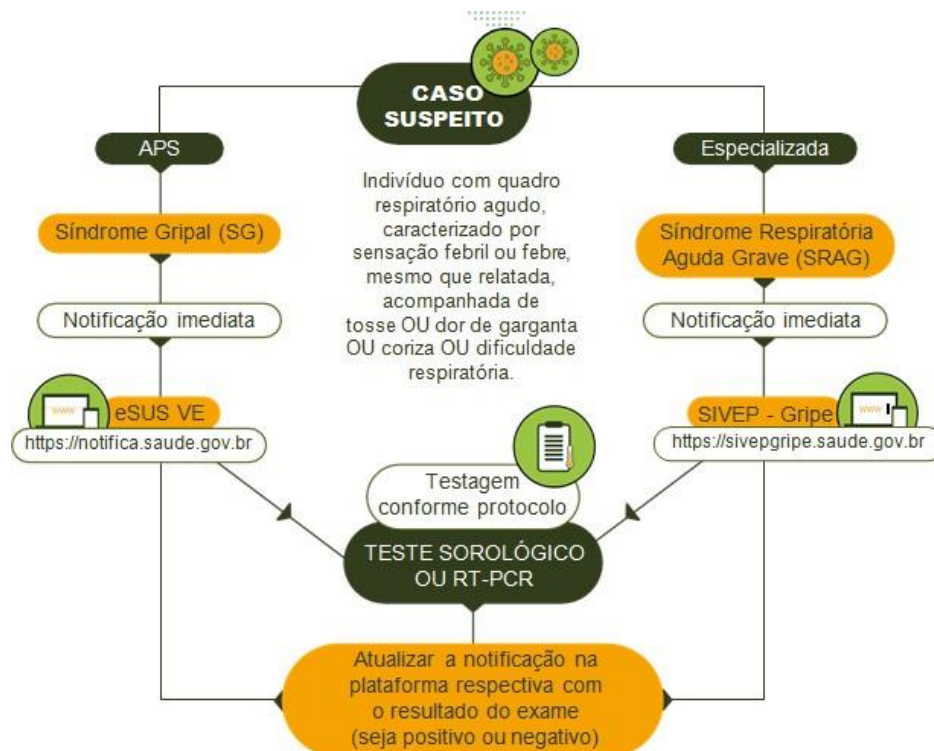 CASO
SUSPEITO
APS
Especializada
Indivíduo com quadro
respiratório agudo,
caracterizado por
sensação febril ou febre,
mesmo que relatada,
acompanhada de
tosse OU dor de garganta
OU coriza OU dificuldade
respiratória.
Síndrome Gripal (SG)
Síndrome Respiratória
Aguda Grave (SRAG)
Notificação imediata
Notificação imediata
www
eSUS VE
https://notifica.saude.gov.br
SIVEP - Gripe
www
https://sivepgripe.saude.gov.br
Testagem
conforme protocolo
TESTE SOROLÓGICO
OU RT-PCR
Atualizar a notificação na
plataforma respectiva com
o resultado do exame
(seja positivo ou negativo)